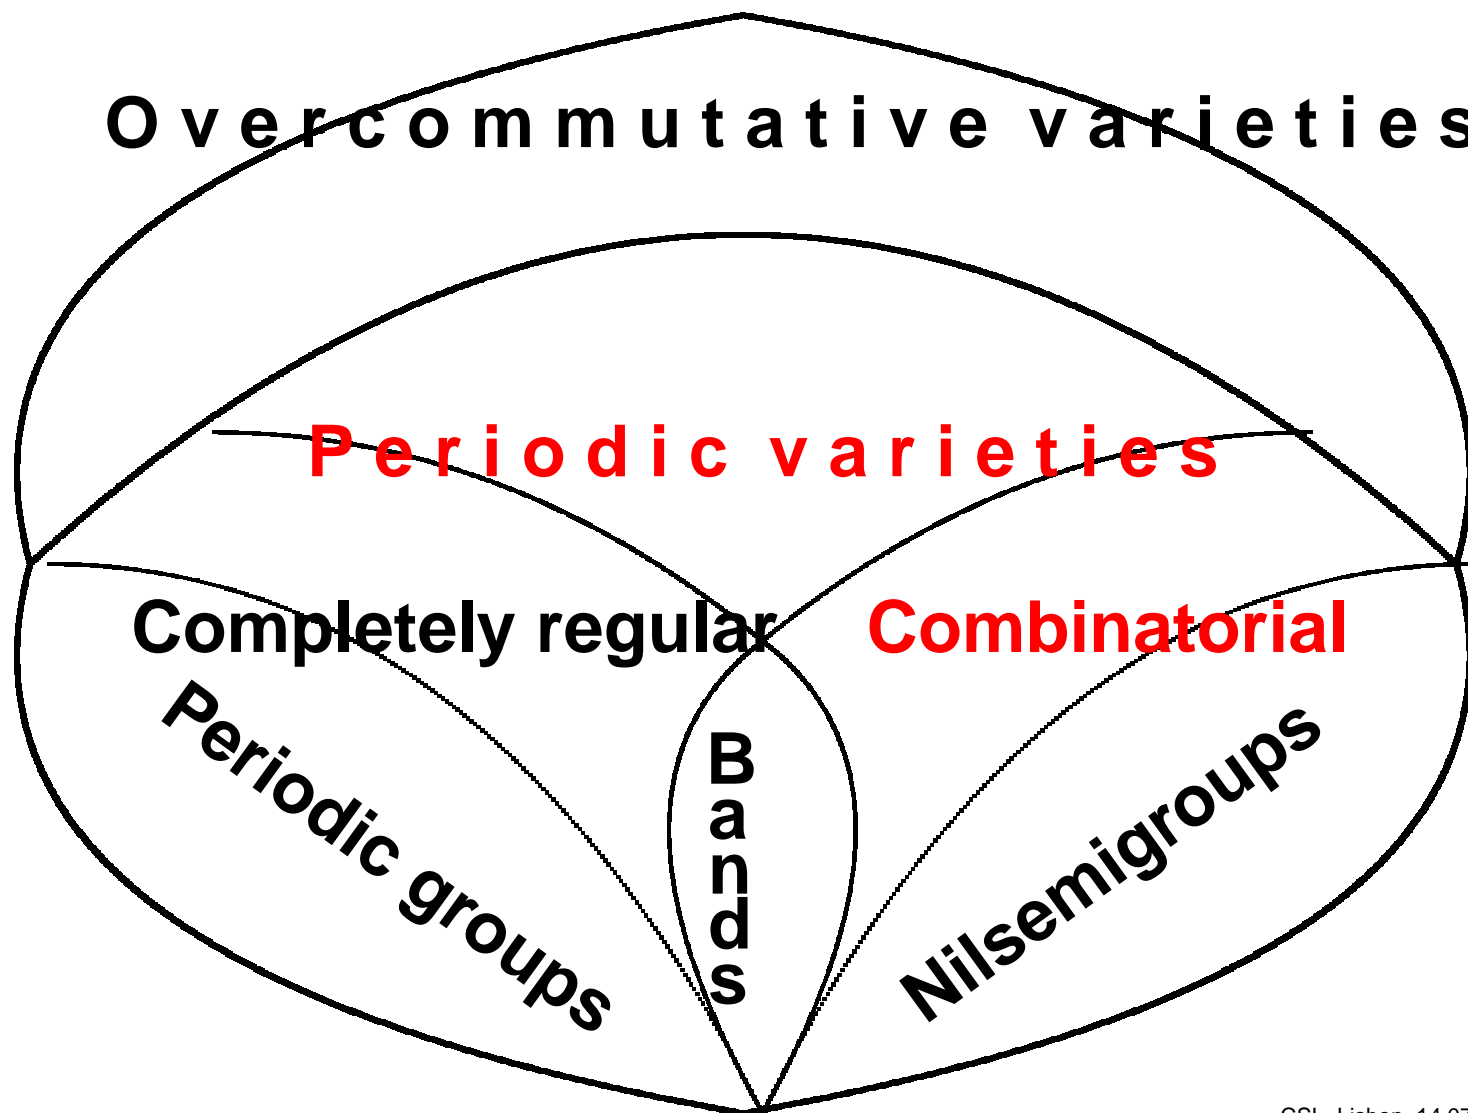 Overcommutative varieties
Periodic varieties
Completely regular
Combinatorial
Periodic groups
Bands
Nilsemigroups